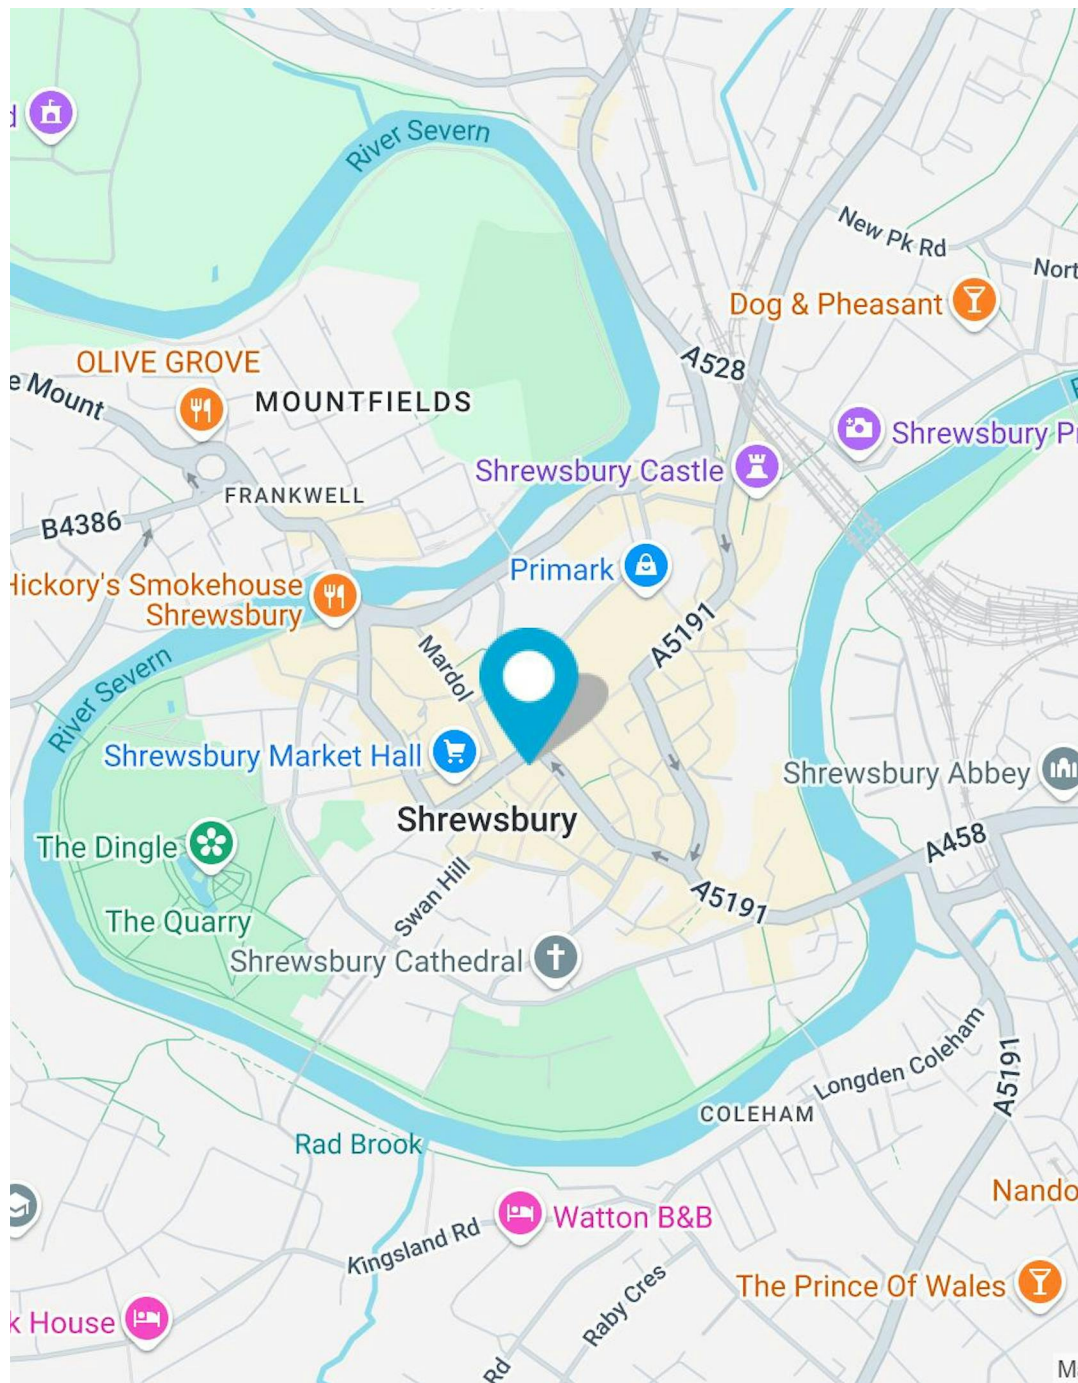 River Severn
New Pk Rd
Dog & Pheasant
A528
OLIVE GROVE
Mount
MOUNTFIELDS
Shrewsbury
Shrewsbury Castle
FRANKWELL
B4386
Primark
Hickory's Smokehouse
Shrewsbury
A5191
Mardol
River Severn
Shrewsbury Market Hall
Shrewsbury Abbey
Shrewsbury
The Dingle
A458
Swan Hill
A5191
The Quarry
Shrewsbury Cathedral
Longden Coleham
A5191
COLEHAM
Rad Brook
Nando
Watton B&B
Kingsland Rd
The Prince Of Wales
Raby Cres
k House
Rd